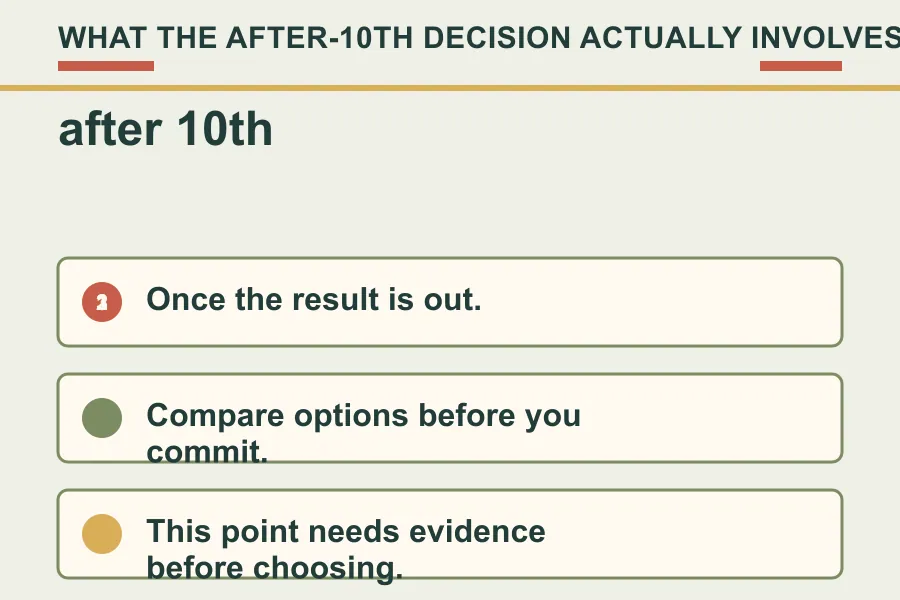 WHAT THE AFTER-10TH DECISION ACTUALLY INVOLVES
after 10th
Once the result is out.
Compare options before you
commit.
This point needs evidence
before choosing.